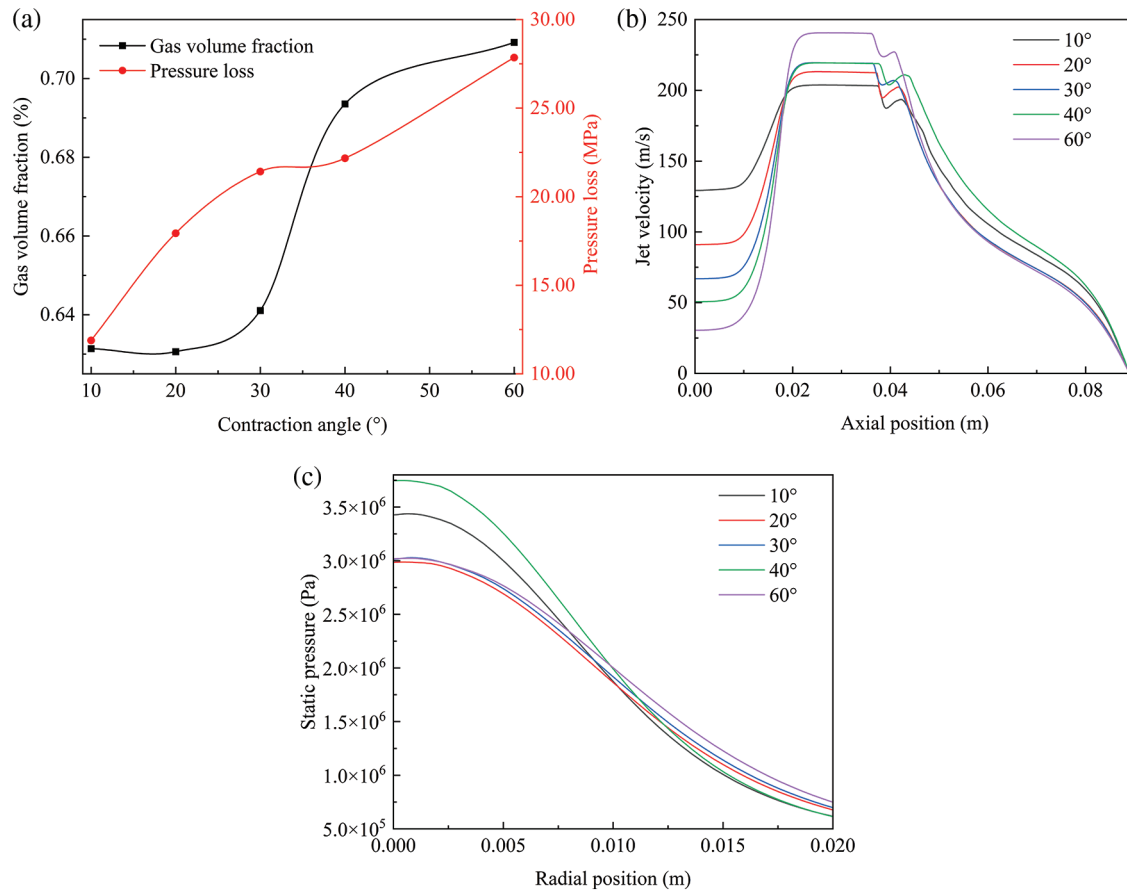 (a)
Gas volume fraction
Pressure loss
Gas volume fraction (%)
0.70
0.68
0.66
0.64
30.00
25.00
20.00
15.00
10.00
Pressure loss (MPa)
10 20 30 40 50 60
Contraction angle (°)
(b)
10°
20°
30°
40°
60°
Jet velocity (m/s)
250
200
150
100
50
0
0.00 0.02 0.04 0.06 0.08
Axial position (m)
(c)
10°
20°
30°
40°
60°
Static pressure (Pa)
3.5×10⁶
3.0×10⁶
2.5×10⁶
2.0×10⁶
1.5×10⁶
1.0×10⁶
5.0×10⁵
0.000 0.005 0.010 0.015 0.020
Radial position (m)